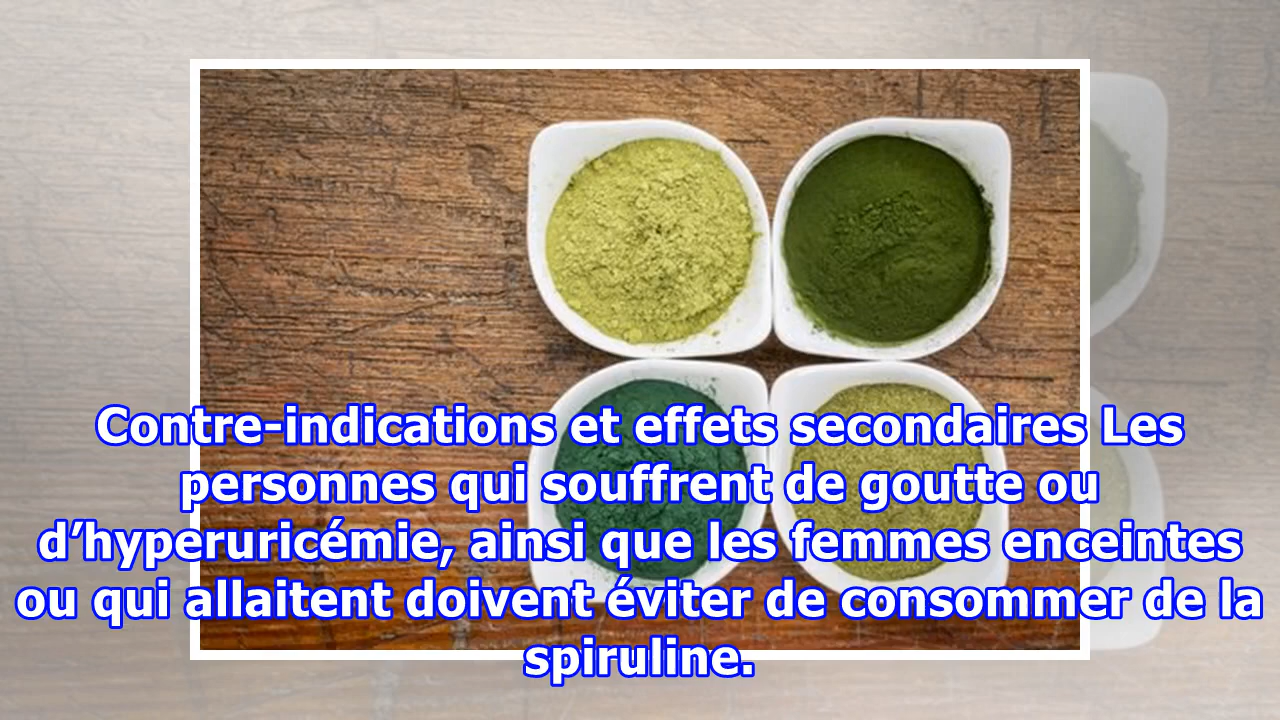 Contre-indications et effets secondaires Les
personnes qui souffrent de goutte ou
d’hyperuricémie, ainsi que les femmes enceintes
ou qui allaitent doivent éviter de consommer de la
spiruline.